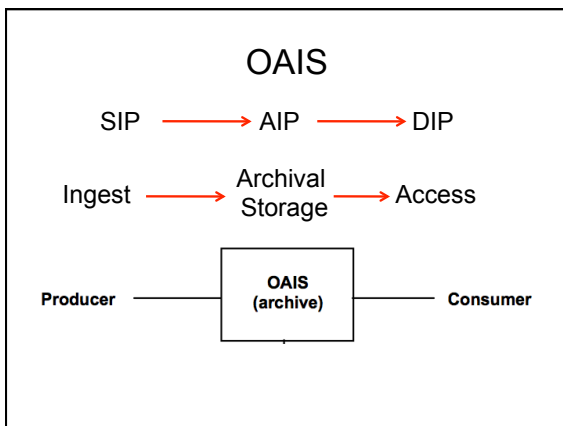 OAIS
SIP AIP DIP
Ingest Archival Storage Access
Producer OAIS (archive) Consumer